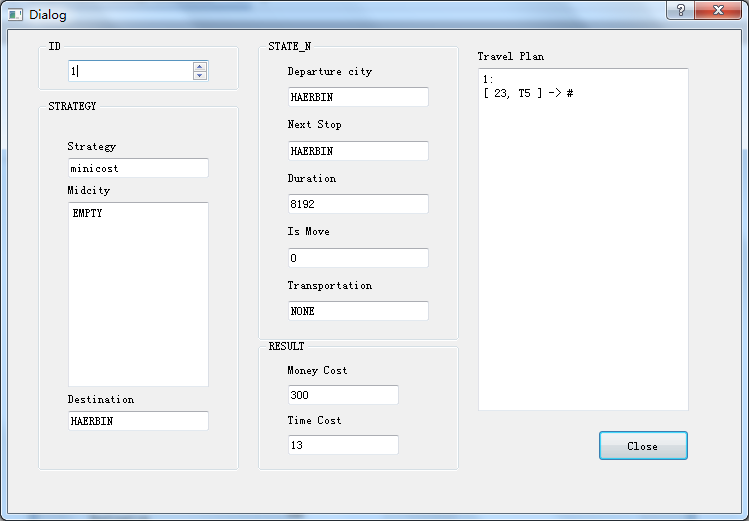 Dialog
ID
1
STRATEGY
Strategy
minicost
Midcity
EMPTY
Destination
HAERBIN
STATE_N
Departure city
HAERBIN
Next Stop
HAERBIN
Duration
8192
Is Move
0
Transportation
NONE
RESULT
Money Cost
300
Time Cost
13
Travel Plan
1:
[ 23, T5 ] -> #
Close